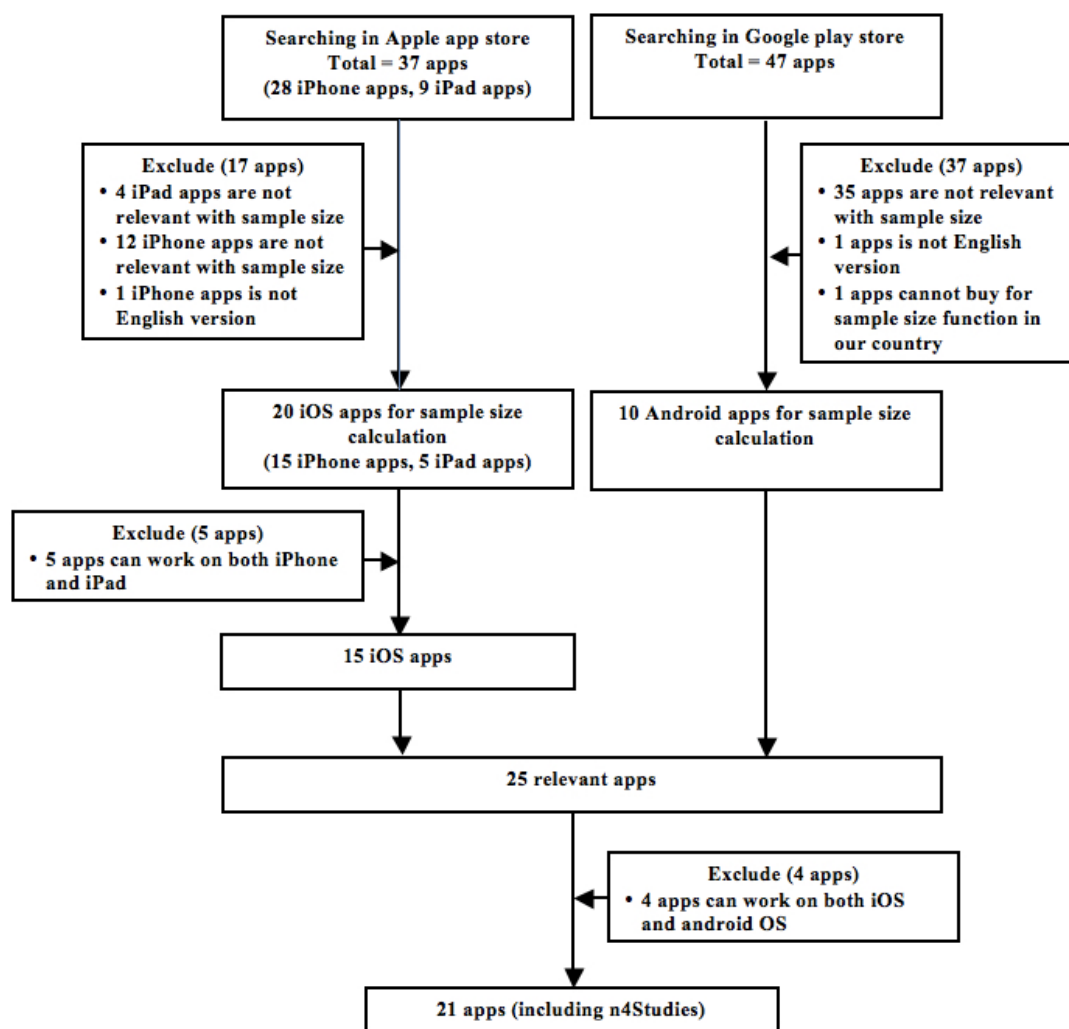 Searching in Apple app store
Total = 37 apps
(28 iPhone apps, 9 iPad apps)
Searching in Google play store
Total = 47 apps
Exclude (17 apps)
• 4 iPad apps are not
relevant with sample size
• 12 iPhone apps are not
relevant with sample size
• 1 iPhone apps is not
English version
Exclude (37 apps)
• 35 apps are not relevant
with sample size
• 1 apps is not English
version
• 1 apps cannot buy for
sample size function in
our country
20 iOS apps for sample size
calculation
(15 iPhone apps, 5 iPad apps)
10 Android apps for sample size
calculation
Exclude (5 apps)
• 5 apps can work on both iPhone
and iPad
15 iOS apps
25 relevant apps
Exclude (4 apps)
• 4 apps can work on both iOS
and android OS
21 apps (including n4Studies)